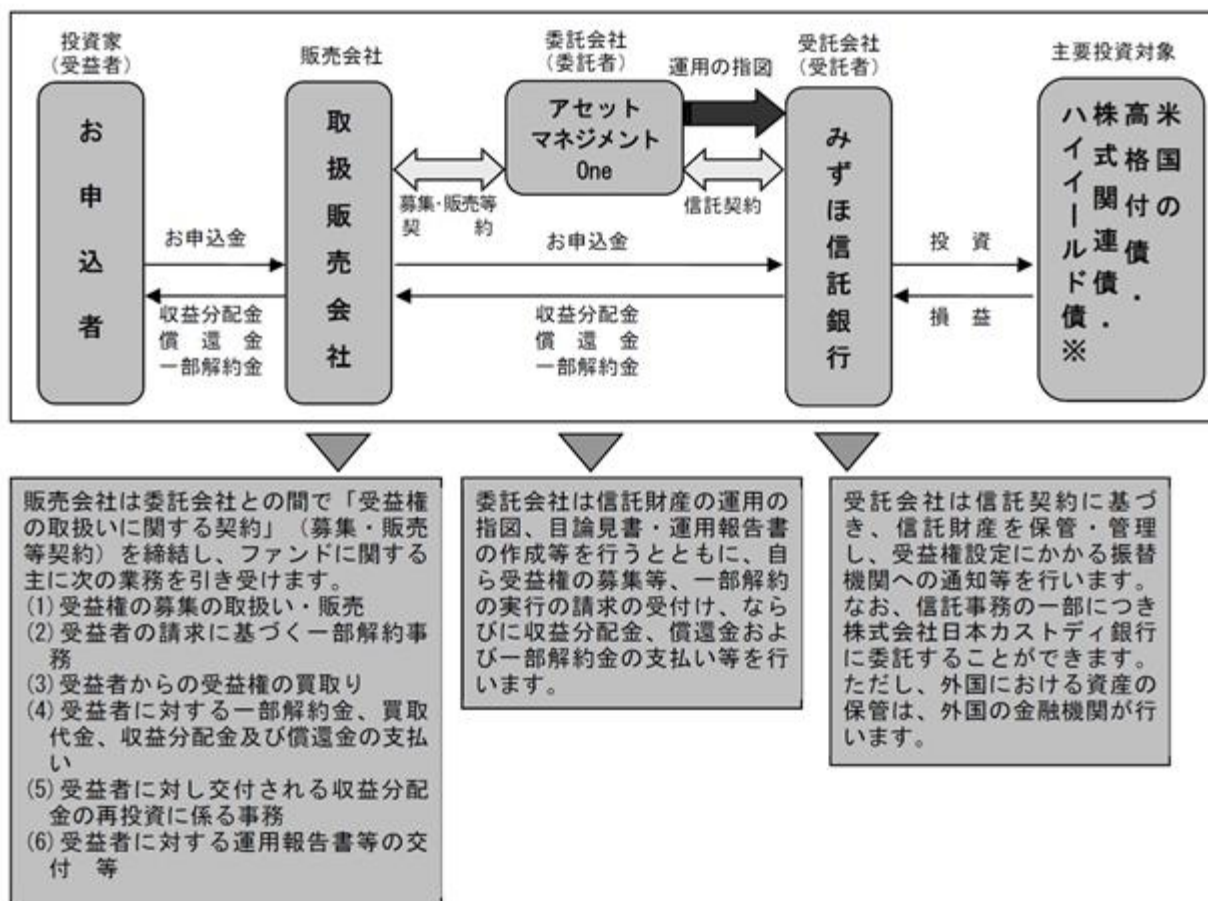 投資家
(受益者)
お申込者
販売会社
取扱販売会社
委託会社
(委託者)
アセット
マネジメント
One
運用の指図
受託会社
(受託者)
みずほ信託銀行
主要投資対象
米国の
高格付債・
株式関連債・
ハイイールド債※
募集・販売等
契　約
信託契約
お申込金
収益分配金
償　還　金
一部解約金
お申込金
収益分配金
償　還　金
一部解約金
投　資
損　益
販売会社は委託会社との間で「受益権
の取扱いに関する契約」（募集・販売
等契約）を締結し、ファンドに関する
主に次の業務を引き受けます。
(1)受益権の募集の取扱い・販売
(2)受益者の請求に基づく一部解約事
務
(3)受益者からの受益権の買取り
(4)受益者に対する一部解約金、買取
代金、収益分配金及び償還金の支払
い
(5)受益者に対し交付される収益分配
金の再投資に係る事務
(6)受益者に対する運用報告書等の交
付　等
委託会社は信託財産の運用の
指図、目論見書・運用報告書
の作成等を行うとともに、自
ら受益権の募集等、一部解約
の実行の請求の受付け、なら
びに収益分配金、償還金およ
び一部解約金の支払い等を行
います。
受託会社は信託契約に基づ
き、信託財産を保管・管理
し、受益権設定にかかる振替
機関への通知等を行います。
なお、信託事務の一部につき
株式会社日本カストディ銀行
に委託することができます。
ただし、外国における資産の
保管は、外国の金融機関が行
います。